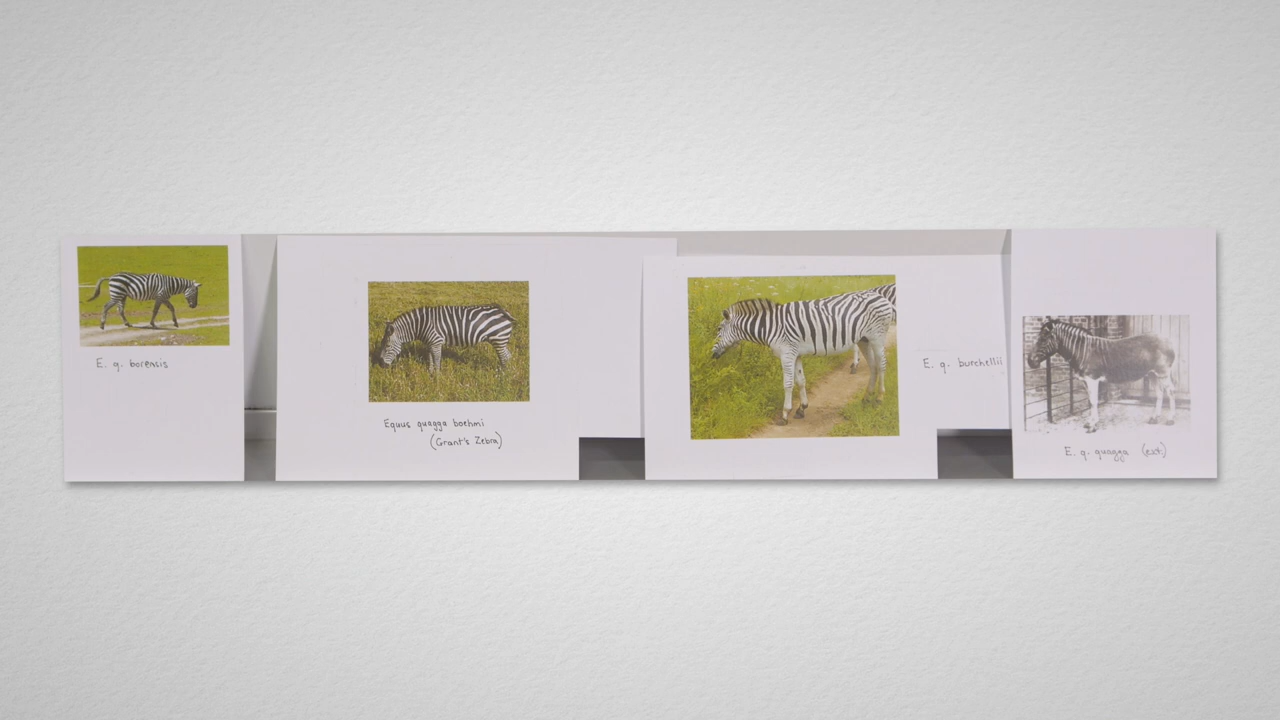 E. q. borensis
Equus quagga boehmi
(Grant's Zebra)
E. q. burchellii
E. q. quagga (ext.)